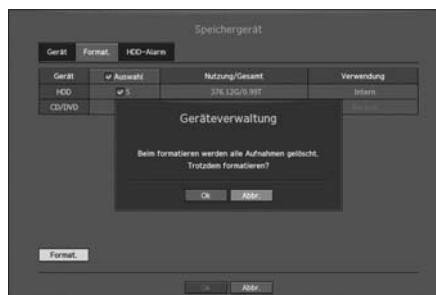 Speichergerät
Gerät Format. HDD-Alarm
Gerät Auswahl Nutzung/Gesamt Verwendung
HDD 5 376.12G/0.99T Intern
CD/DVD
Geräteverwaltung
Beim formatieren werden alle Aufnahmen gelöscht.
Trotzdem formatieren?
Ok Abbr.
Format.
Ok Abbr.